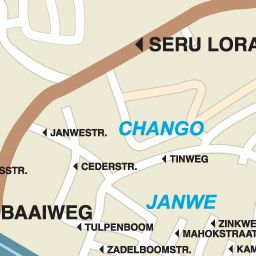 SERU LORA
JANWESTR.
CHANGO
TINWEG
CEDERSTR.
SSTR.
JANWE
BAAIWEG
TULPENBOOM
ZINKWE
MAHOKSTRAAT
ZADELBOOMSTR.
KAM